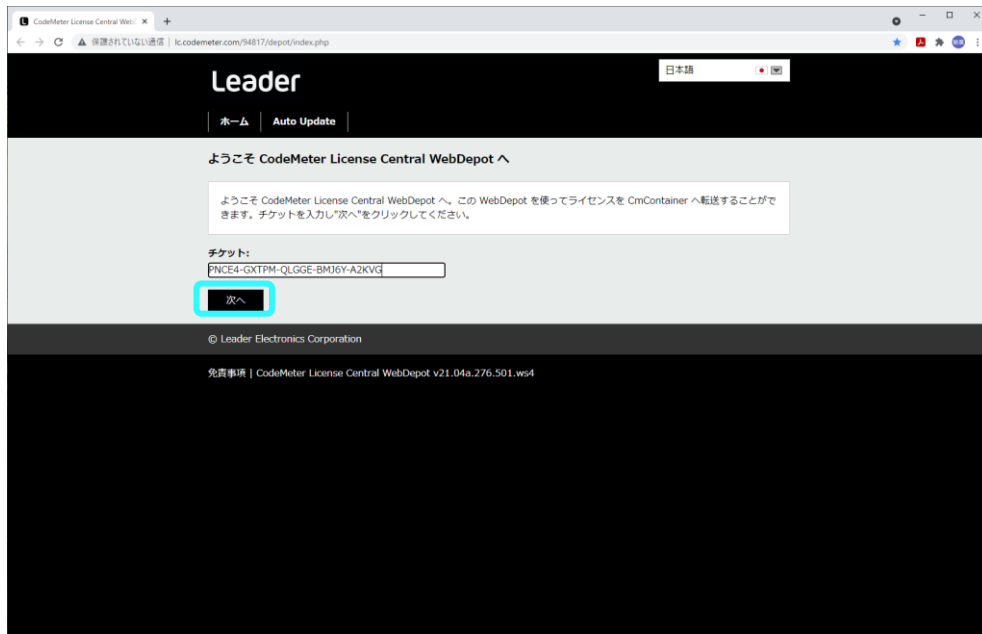 CodeMeter License Central Web
保護されていない通信 | lc.codemeter.com/94817/depot/index.php
Leader
日本語
ホーム | Auto Update
ようこそ CodeMeter License Central WebDepot へ
ようこそ CodeMeter License Central WebDepot へ。この WebDepot を使ってライセンスを CmContainer へ転送することがで
きます。チケットを入力し"次へ"をクリックしてください。
チケット:
PNCE4-GXTPM-QLGGE-BMJ6Y-A2KVG
次へ
© Leader Electronics Corporation
免責事項 | CodeMeter License Central WebDepot v21.04a.276.501.ws4